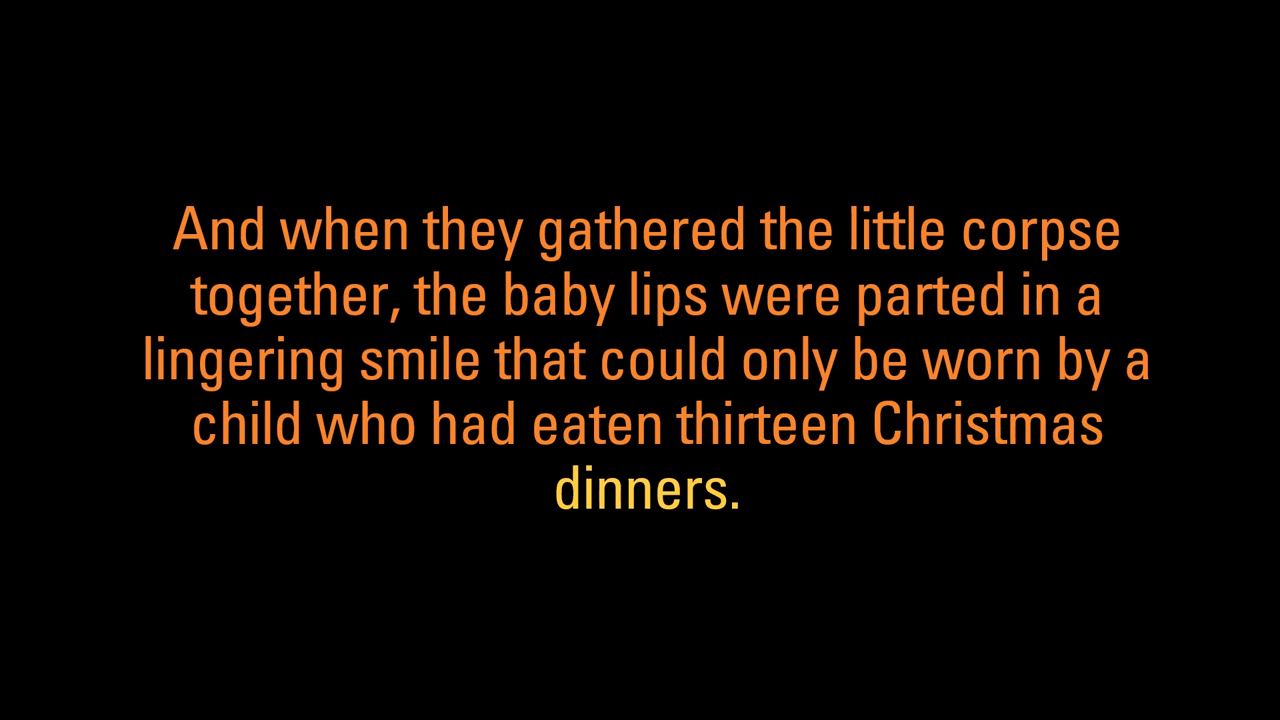 And when they gathered the little corpse
together, the baby lips were parted in a
lingering smile that could only be worn by a
child who had eaten thirteen Christmas
dinners.